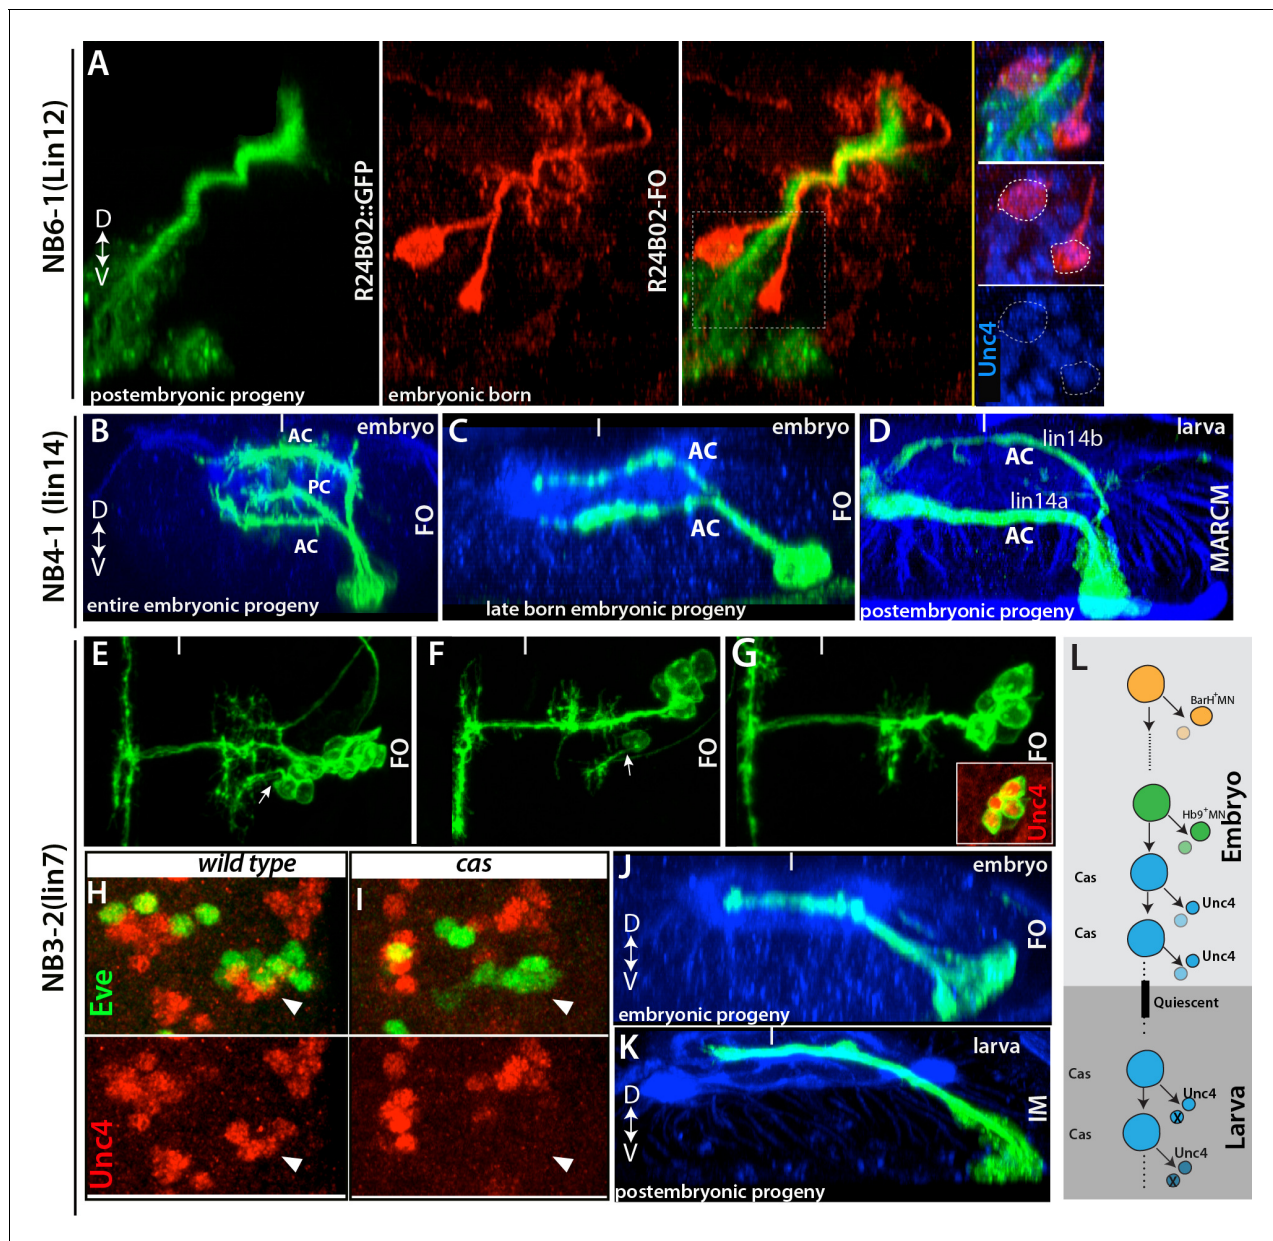 NB6-1(Lin12)
A
D
V
R24B02::GFP
postembryonic progeny
R24B02-FO
embryonic born
Unc4
NB4-1 (lin14)
B
embryo
AC
PC
AC
D
V
FO
entire embryonic progeny
C
embryo
AC
AC
FO
late born embryonic progeny
D
larva
lin14b
AC
lin14a
AC
MARCM
postembryonic progeny
NB3-2(lin7)
E
FO
F
FO
G
FO
Unc4
wild type
cas
H
Eve
I
Unc4
J
embryo
D
V
FO
embryonic progeny
K
larva
D
V
IM
postembryonic progeny
L
BarH+MN
Hb9+MN
Embryo
Cas
Unc4
Cas
Unc4
Quiescent
Cas
Unc4
X
Cas
Unc4
X
Larva